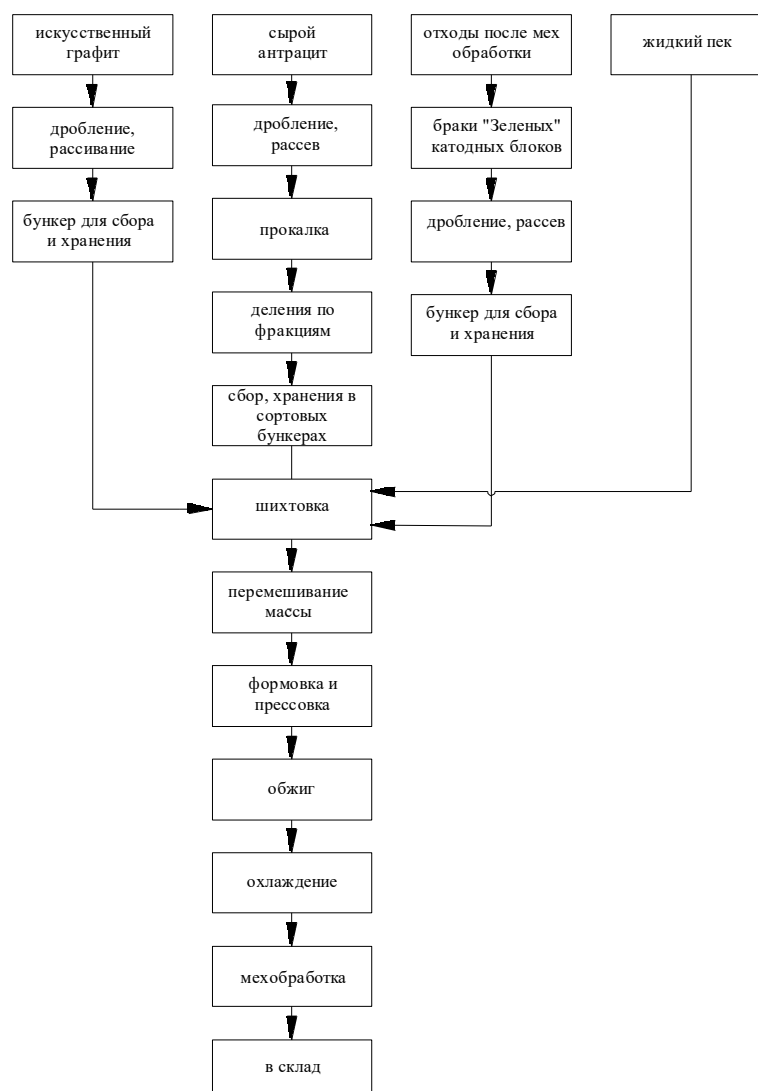 искусственный
графит
сырой
антрацит
отходы после мех
обработки
жидкий пек
дробление,
рассивание
дробление,
рассев
браки "Зеленых"
катодных блоков
бункер для сбора
и хранения
прокалка
дробление, рассев
деления по
фракциям
бункер для сбора
и хранения
сбор, хранения в
сортовых
бункерах
шихтовка
перемешивание
массы
формовка и
прессовка
обжиг
охлаждение
мехобработка
в склад